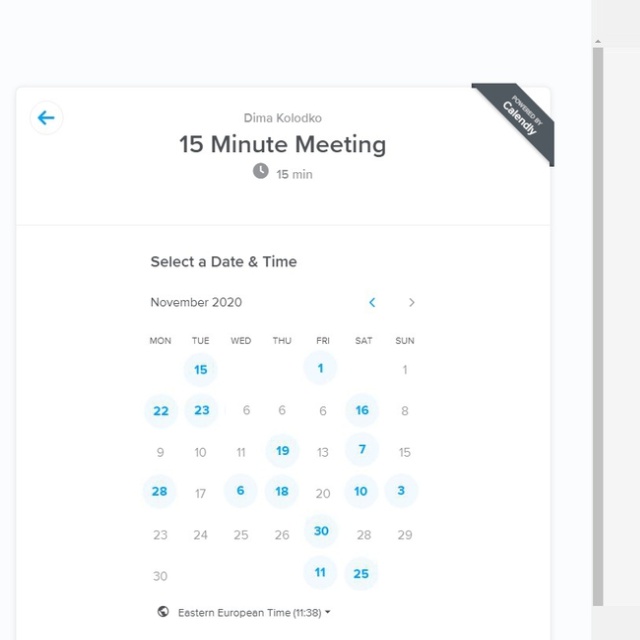 Dima Kolodko
POWERED BY
Calendly
15 Minute Meeting
15 min
Select a Date & Time
November 2020
MON TUE WED THU FRI SAT SUN
15 1 1
22 23 6 6 6 16 8
9 10 11 19 13 7 15
28 17 6 18 20 10 3
23 24 25 26 30 28 29
30 11 25
Eastern European Time (11:38)